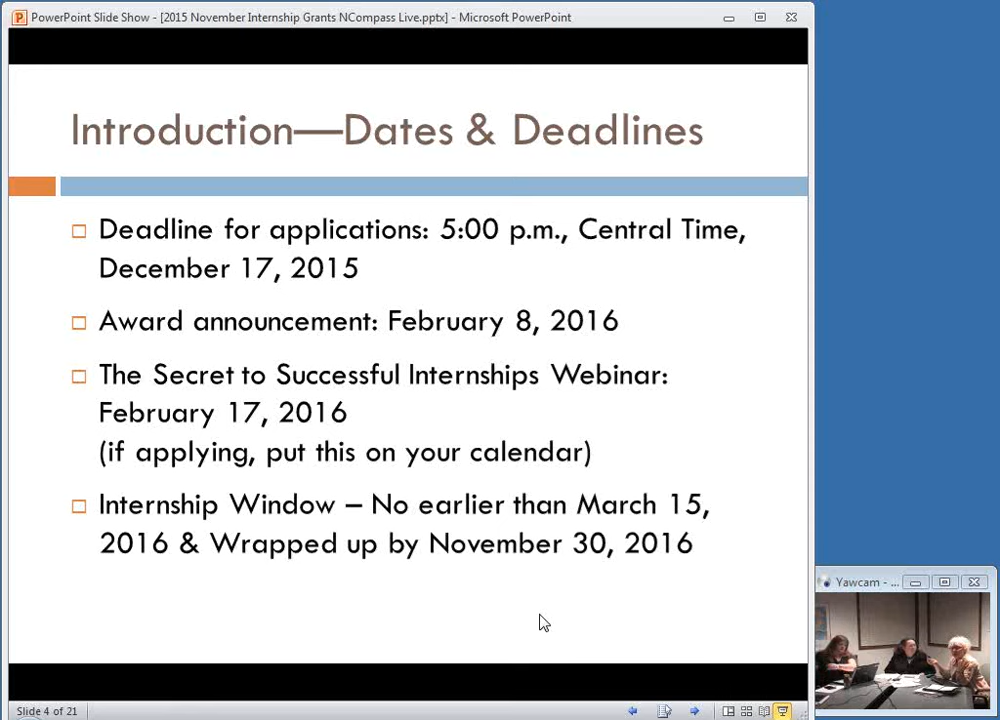 PowerPoint Slide Show - [2015 November Internship Grants NCompass Live.pptx] - Microsoft PowerPoint
Introduction—Dates & Deadlines
□ Deadline for applications: 5:00 p.m., Central Time,
December 17, 2015
□ Award announcement: February 8, 2016
□ The Secret to Successful Internships Webinar:
February 17, 2016
(if applying, put this on your calendar)
□ Internship Window – No earlier than March 15,
2016 & Wrapped up by November 30, 2016
Yawcam - ...
Slide 4 of 21